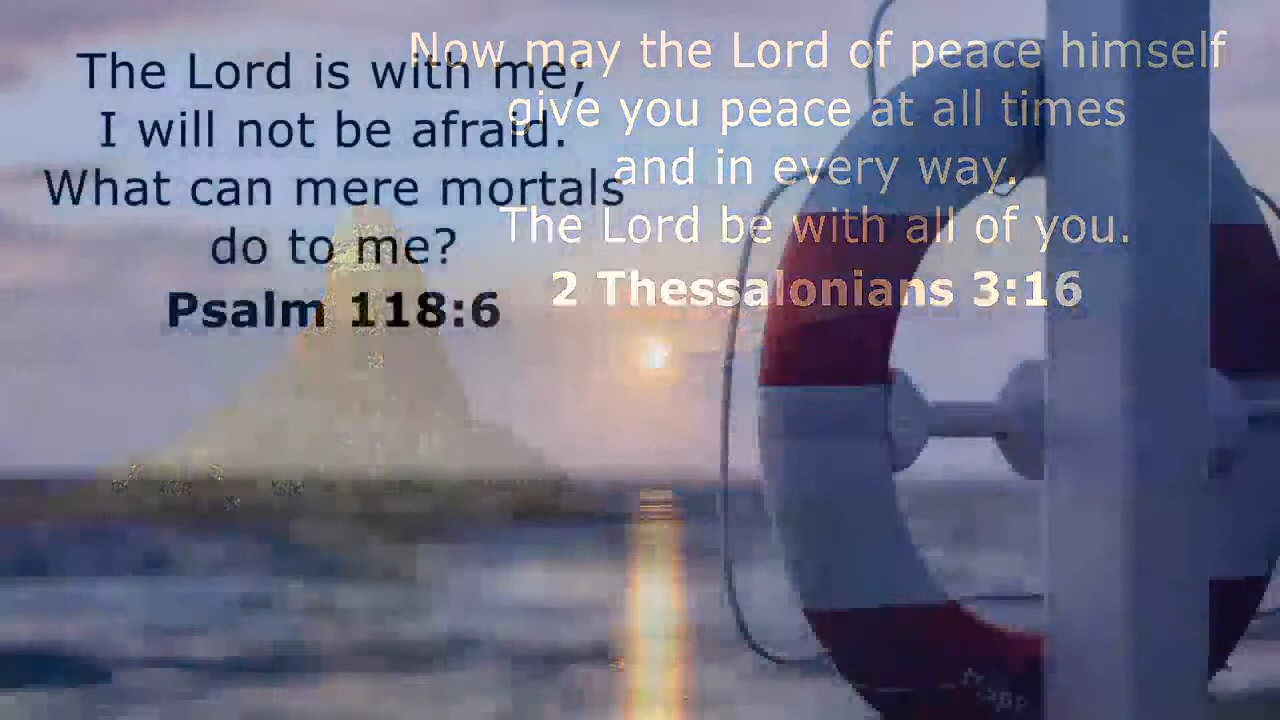 The Lord is with me;
I will not be afraid.
What can mere mortals
do to me?
Psalm 118:6
Now may the Lord of peace himself
give you peace at all times
and in every way.
The Lord be with all of you.
2 Thessalonians 3:16